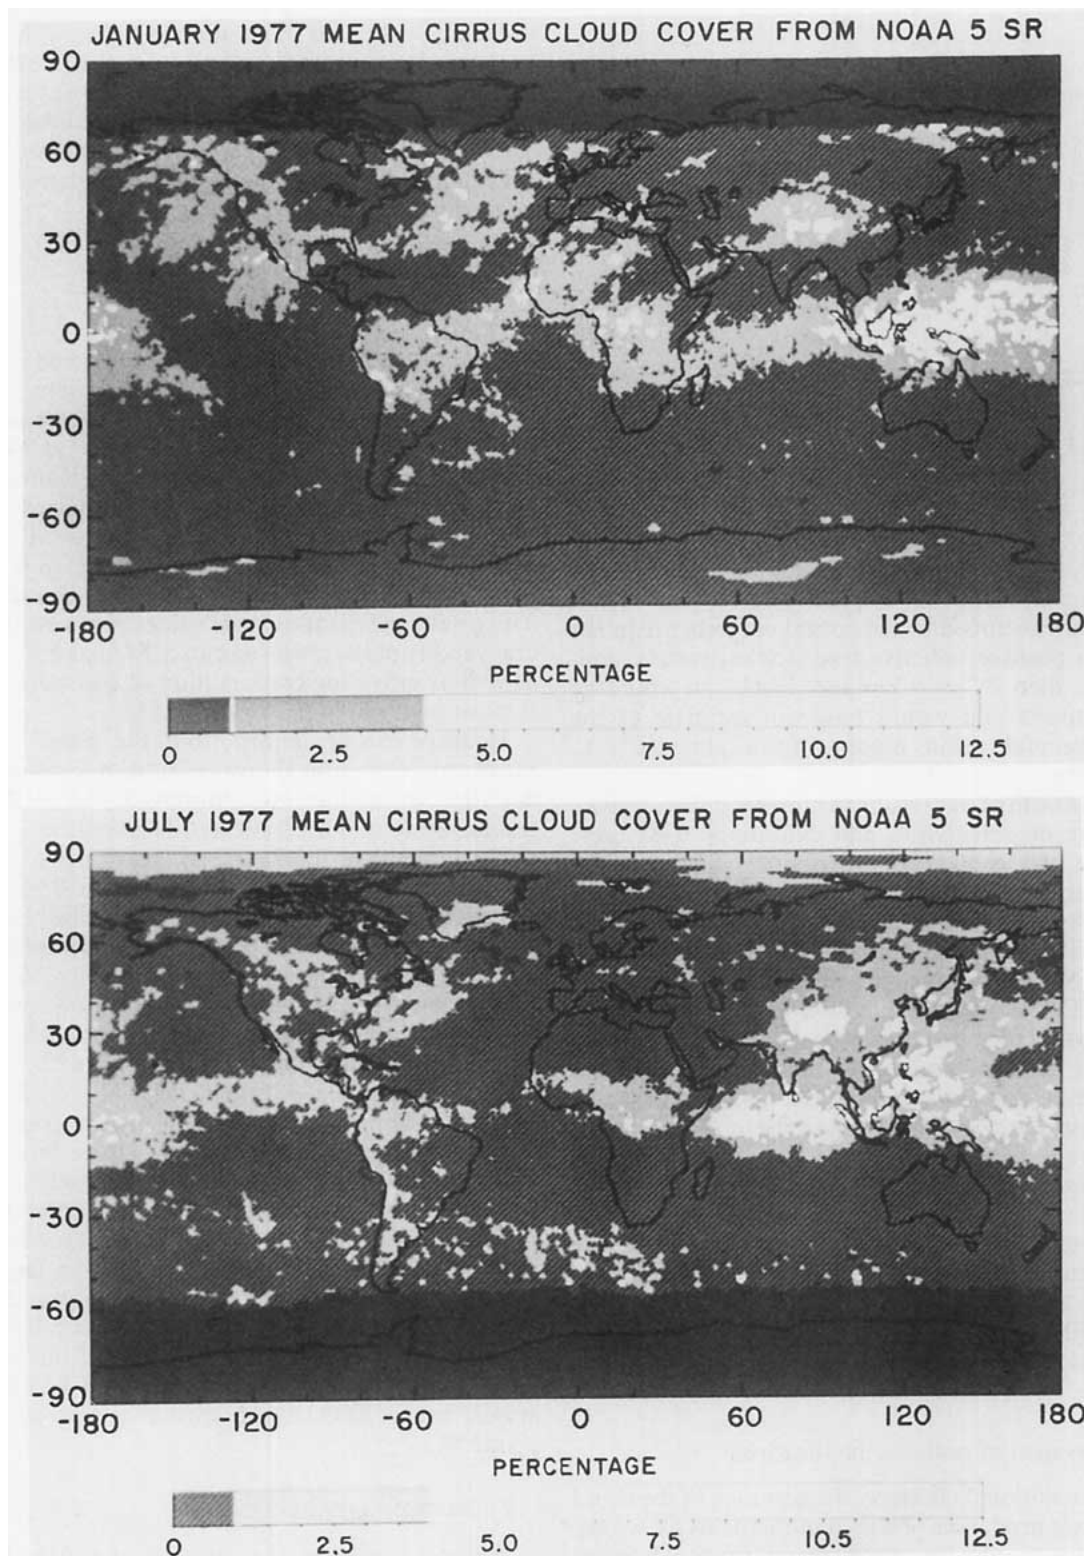 JANUARY 1977 MEAN CIRRUS CLOUD COVER FROM NOAA 5 SR
90
60
30
0
-30
-60
-90
-180 -120 -60 0 60 120 180
PERCENTAGE
0 2.5 5.0 7.5 10.0 12.5
JULY 1977 MEAN CIRRUS CLOUD COVER FROM NOAA 5 SR
90
60
30
0
-30
-60
-90
-180 -120 -60 0 60 120 180
PERCENTAGE
0 2.5 5.0 7.5 10.5 12.5